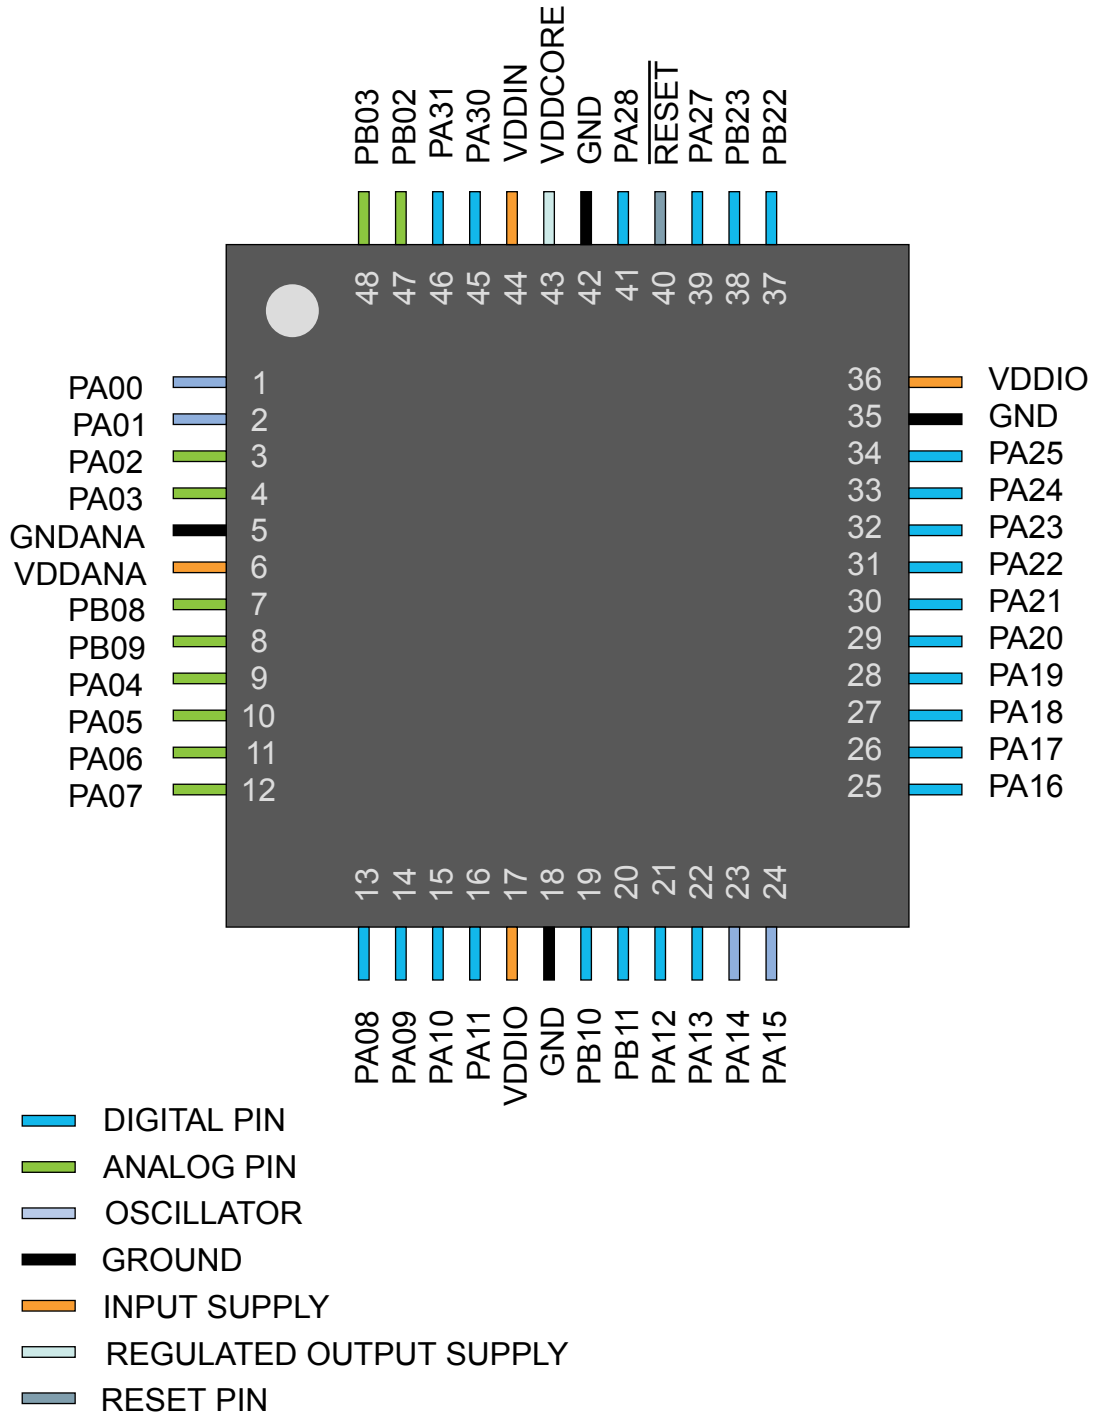 PB03
PB02
PA31
PA30
VDDIN
VDDCORE
GND
PA28
RESET
PA27
PB23
PB22
48
47
46
45
44
43
42
41
40
39
38
37
PA00 1
PA01 2
PA02 3
PA03 4
GNDANA 5
VDDANA 6
PB08 7
PB09 8
PA04 9
PA05 10
PA06 11
PA07 12
36 VDDIO
35 GND
34 PA25
33 PA24
32 PA23
31 PA22
30 PA21
29 PA20
28 PA19
27 PA18
26 PA17
25 PA16
13
14
15
16
17
18
19
20
21
22
23
24
PA08
PA09
PA10
PA11
VDDIO
GND
PB10
PB11
PA12
PA13
PA14
PA15
DIGITAL PIN
ANALOG PIN
OSCILLATOR
GROUND
INPUT SUPPLY
REGULATED OUTPUT SUPPLY
RESET PIN